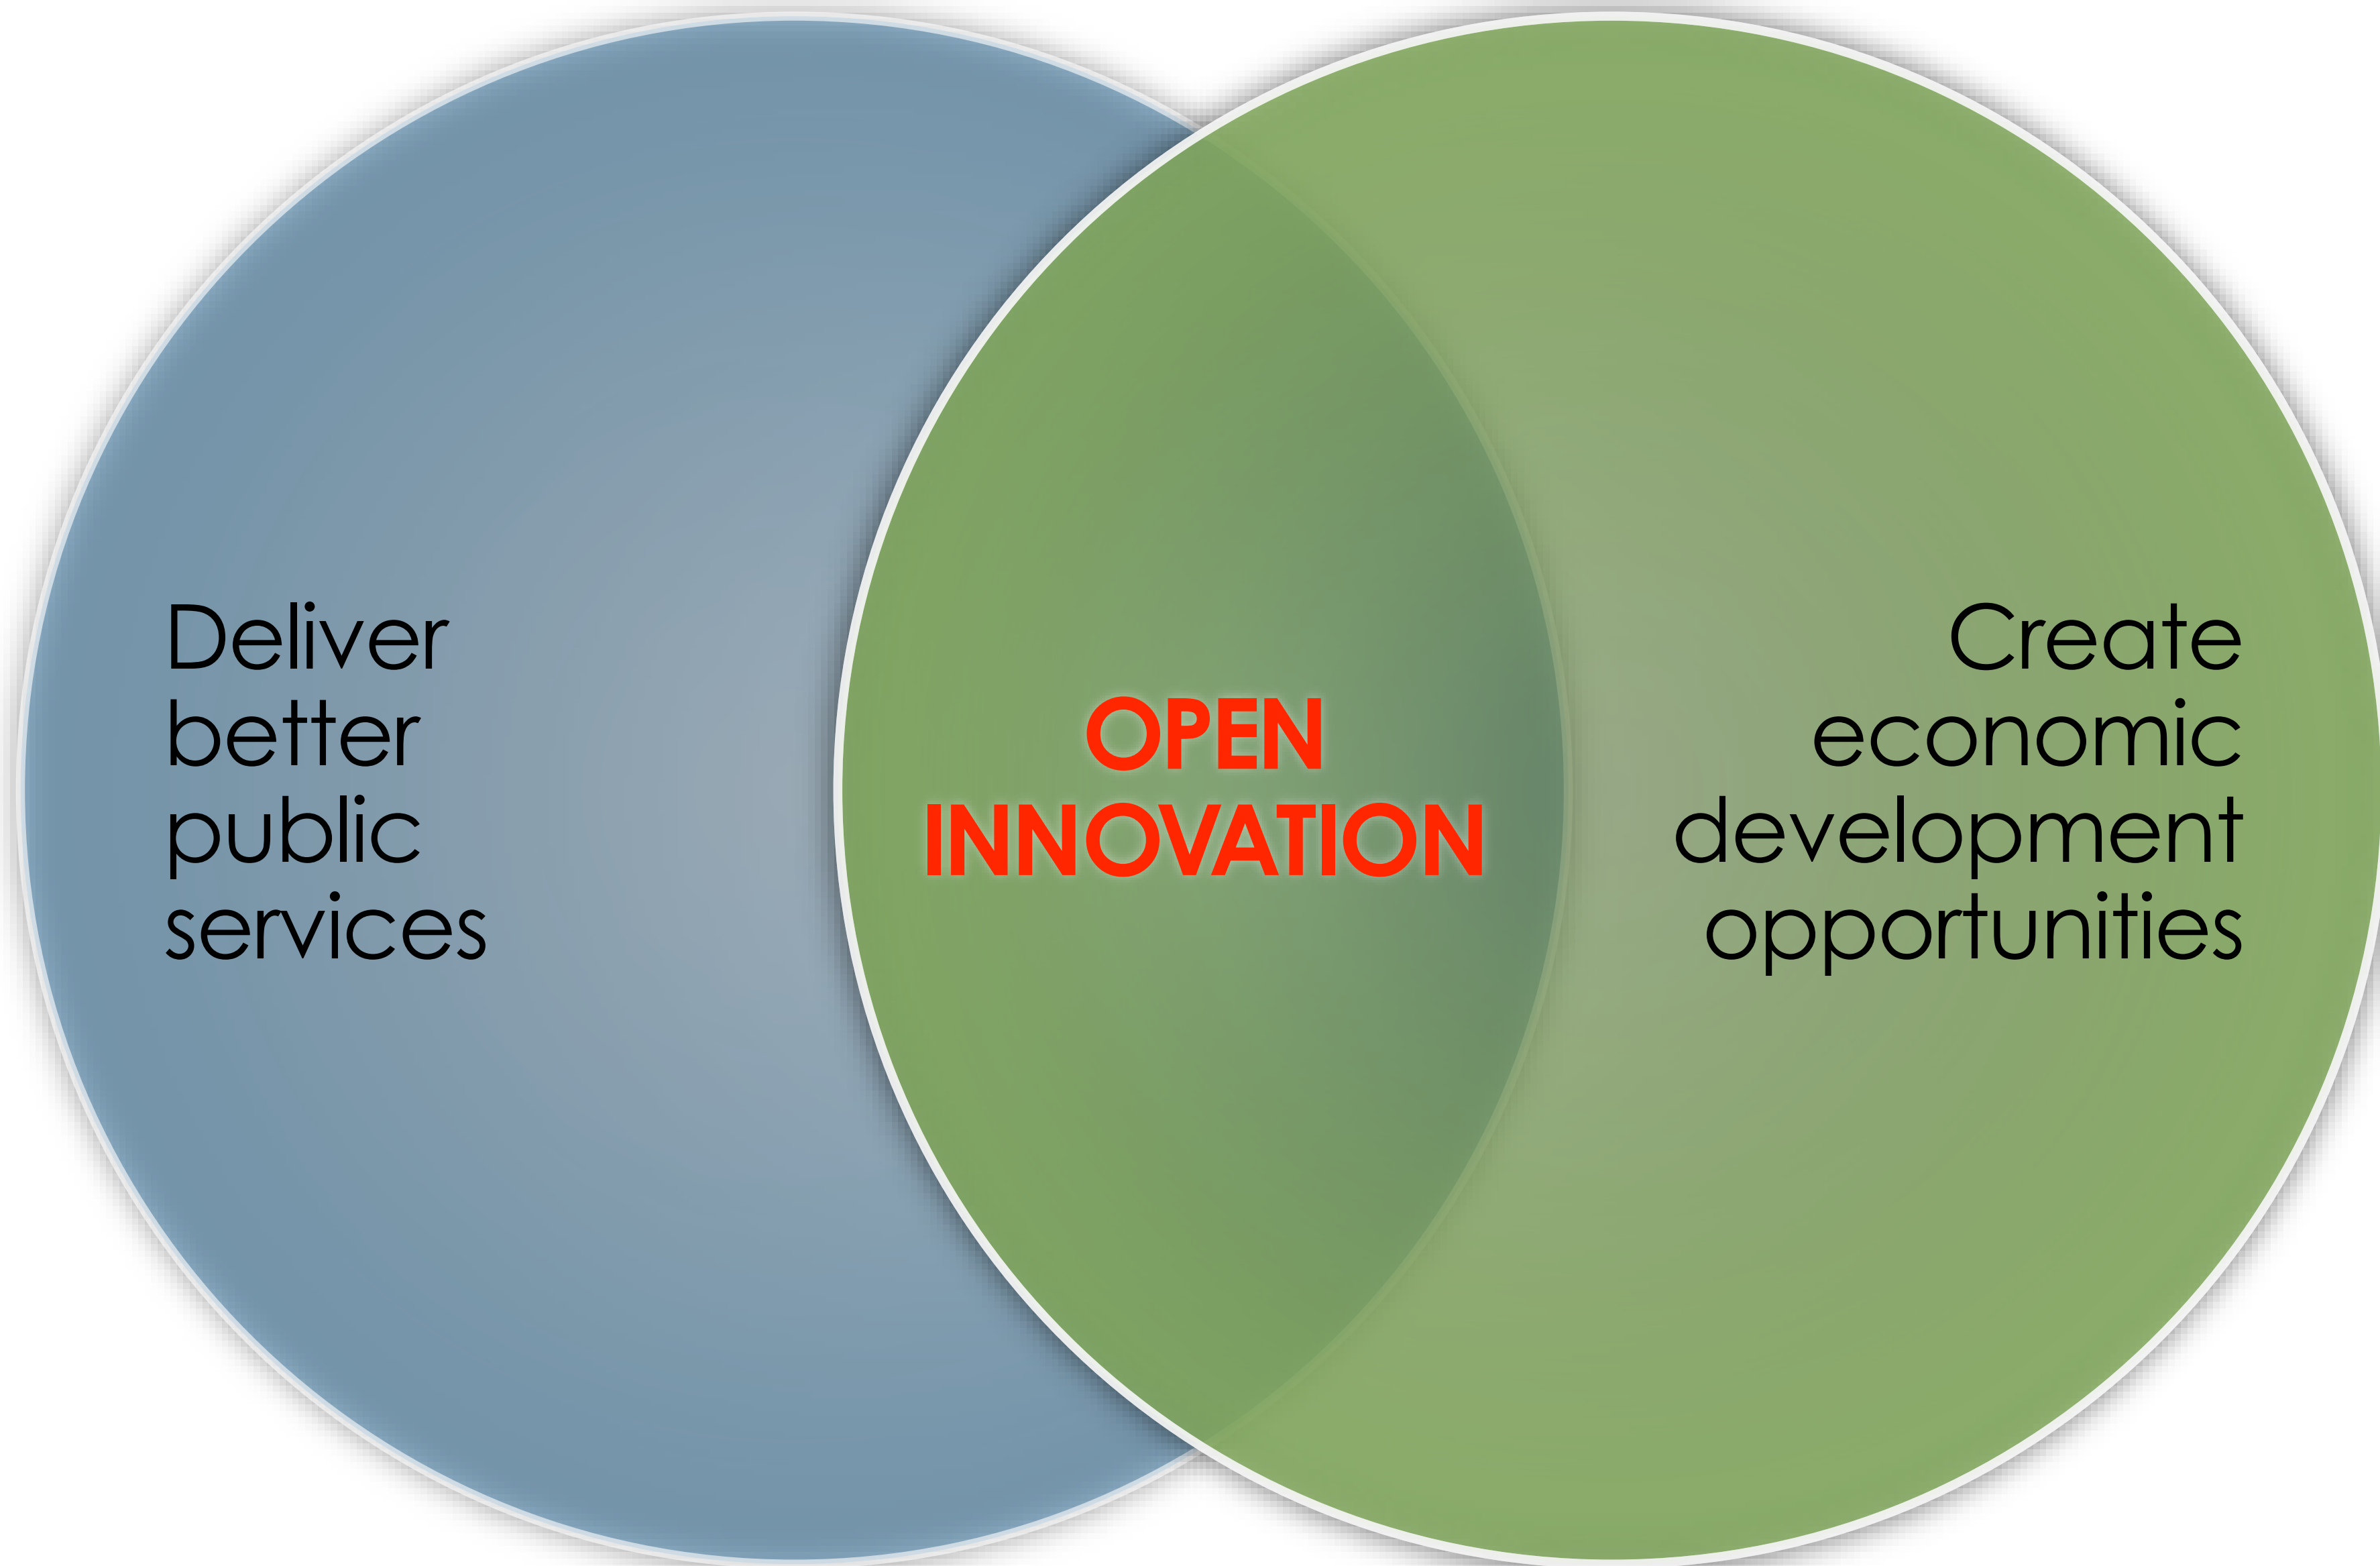 Deliver
better
public
services
OPEN
INNOVATION
Create
economic
development
opportunities